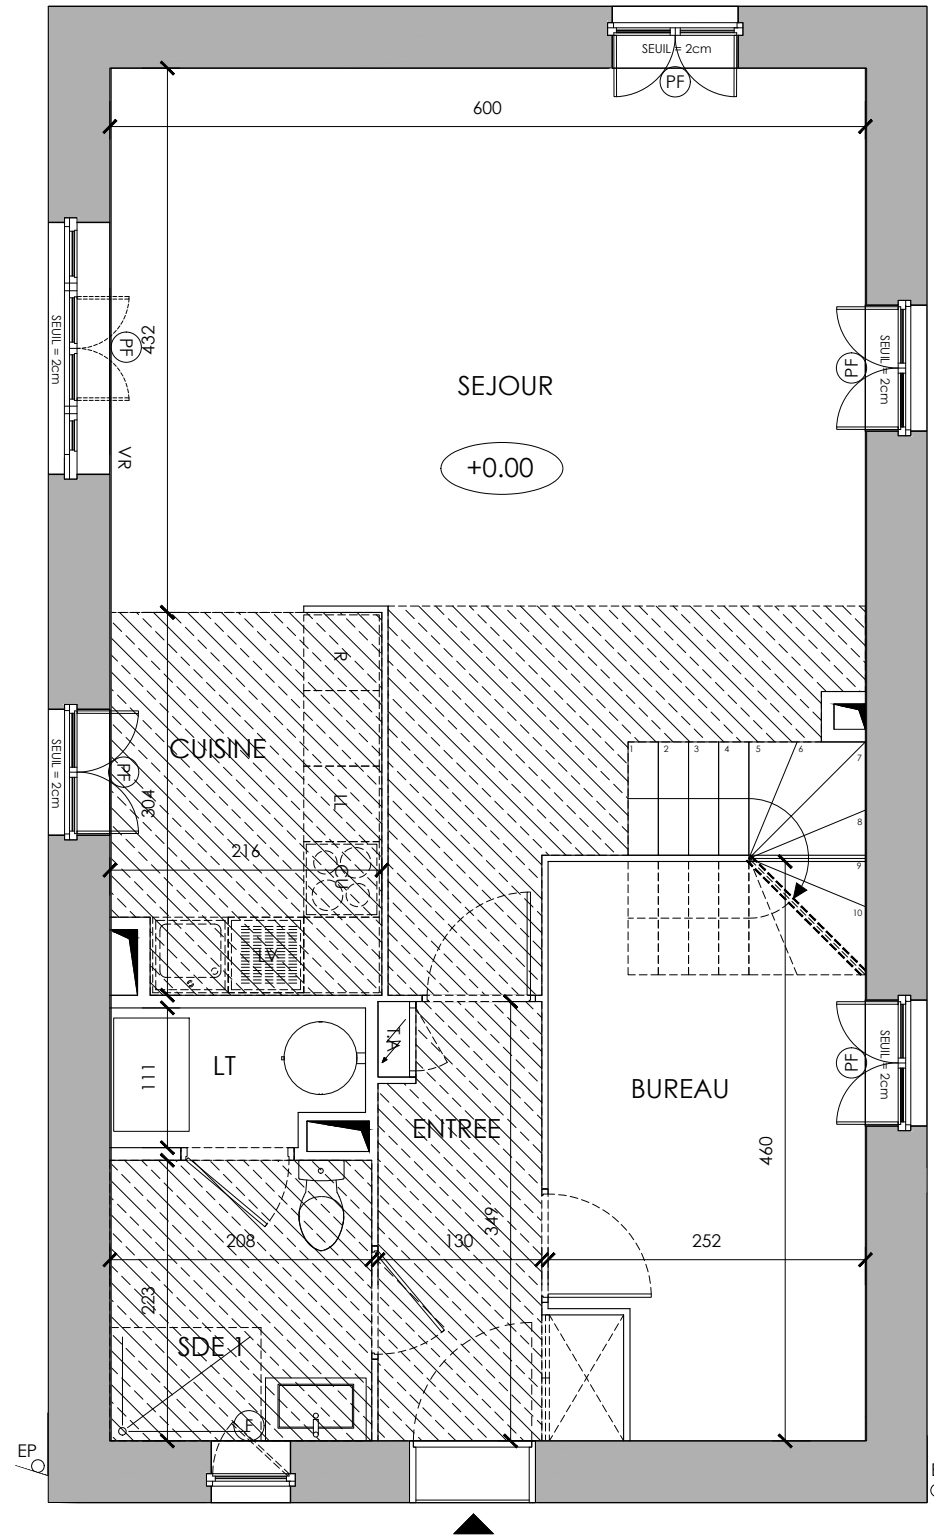 SEUIL = 2cm
PF
600
SEUIL = 2cm
PF
432
VR
SEJOUR
+0.00
PF
SEUIL = 2cm
R
CUISINE
SEUIL = 2cm
PF
304
LL
216
CU
LV
1
2
3
4
5
6
7
8
9
10
LT
111
T.A
ENTREE
BUREAU
PF
SEUIL = 2cm
460
349
208
130
252
223
SDE 1
F
EP